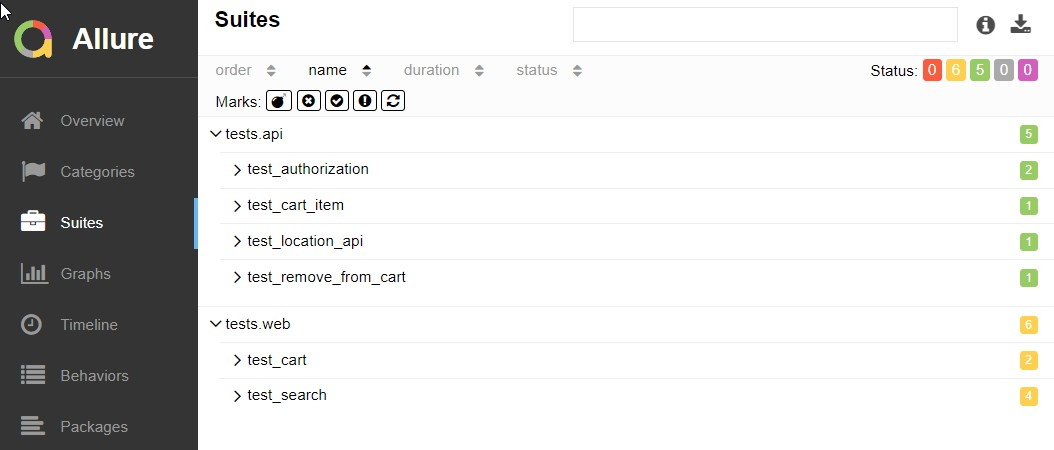 Allure
Overview
Categories
Suites
Graphs
Timeline
Behaviors
Packages
Suites
order name duration status Status: 0 6 5 0 0
Marks:
tests.api 5
test_authorization 2
test_cart_item 1
test_location_api 1
test_remove_from_cart 1
tests.web 6
test_cart 2
test_search 4